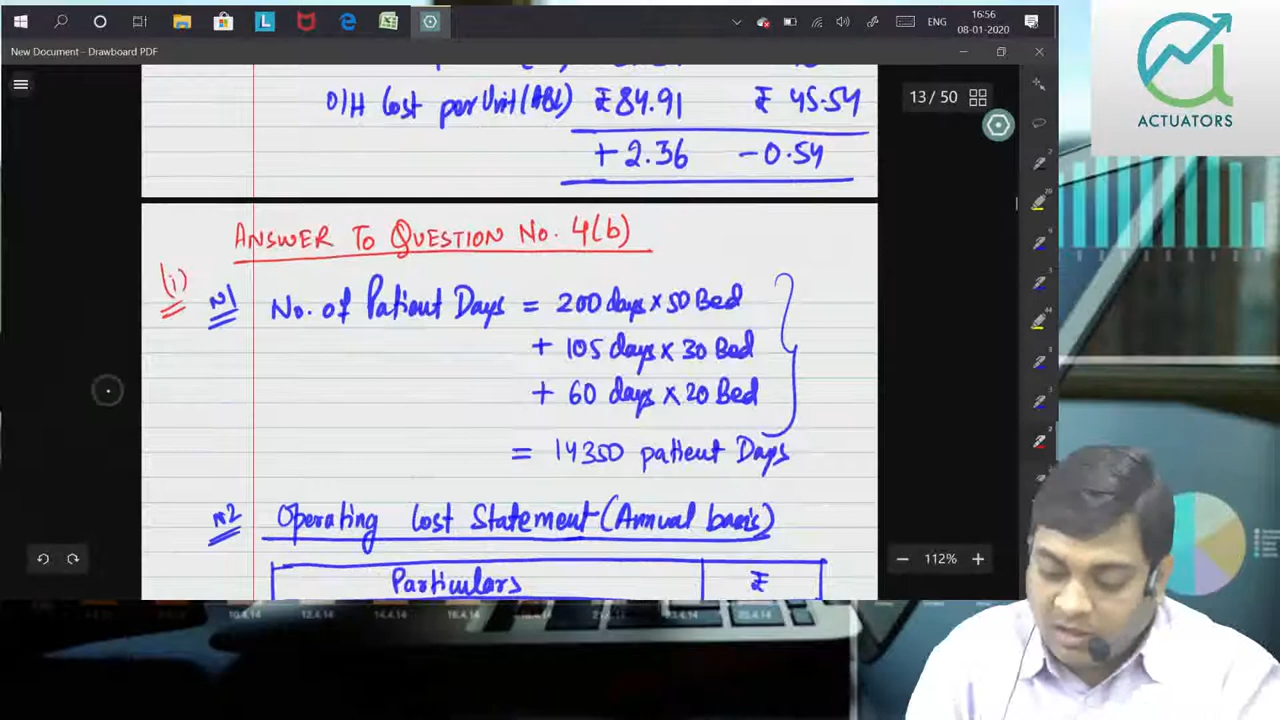 ENG
16:56
08-01-2020
New Document - Drawboard PDF
ACTUATORS
13 / 50
O/H Cost per Unit (ABC) ₹84.91 ₹ 45.54
+ 2.36 - 0.54
ANSWER TO QUESTION No. 4(b)
(i) N1 No. of Patient Days = 200 days x 50 Bed
+ 105 days x 30 Bed
+ 60 days x 20 Bed
= 14350 patient Days
N2 Operating Cost Statement (Annual basis)
Particulars ₹
112%